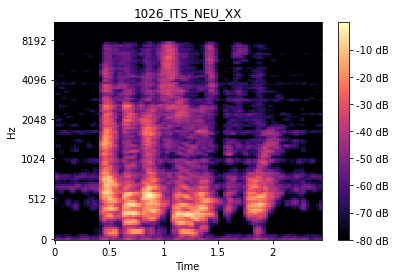 1026_ITS_NEU_XX
8192
4096
2048
1024
512
0
Hz
0 0.5 1 1.5 2
Time
-10 dB
-20 dB
-30 dB
-40 dB
-50 dB
-60 dB
-70 dB
-80 dB